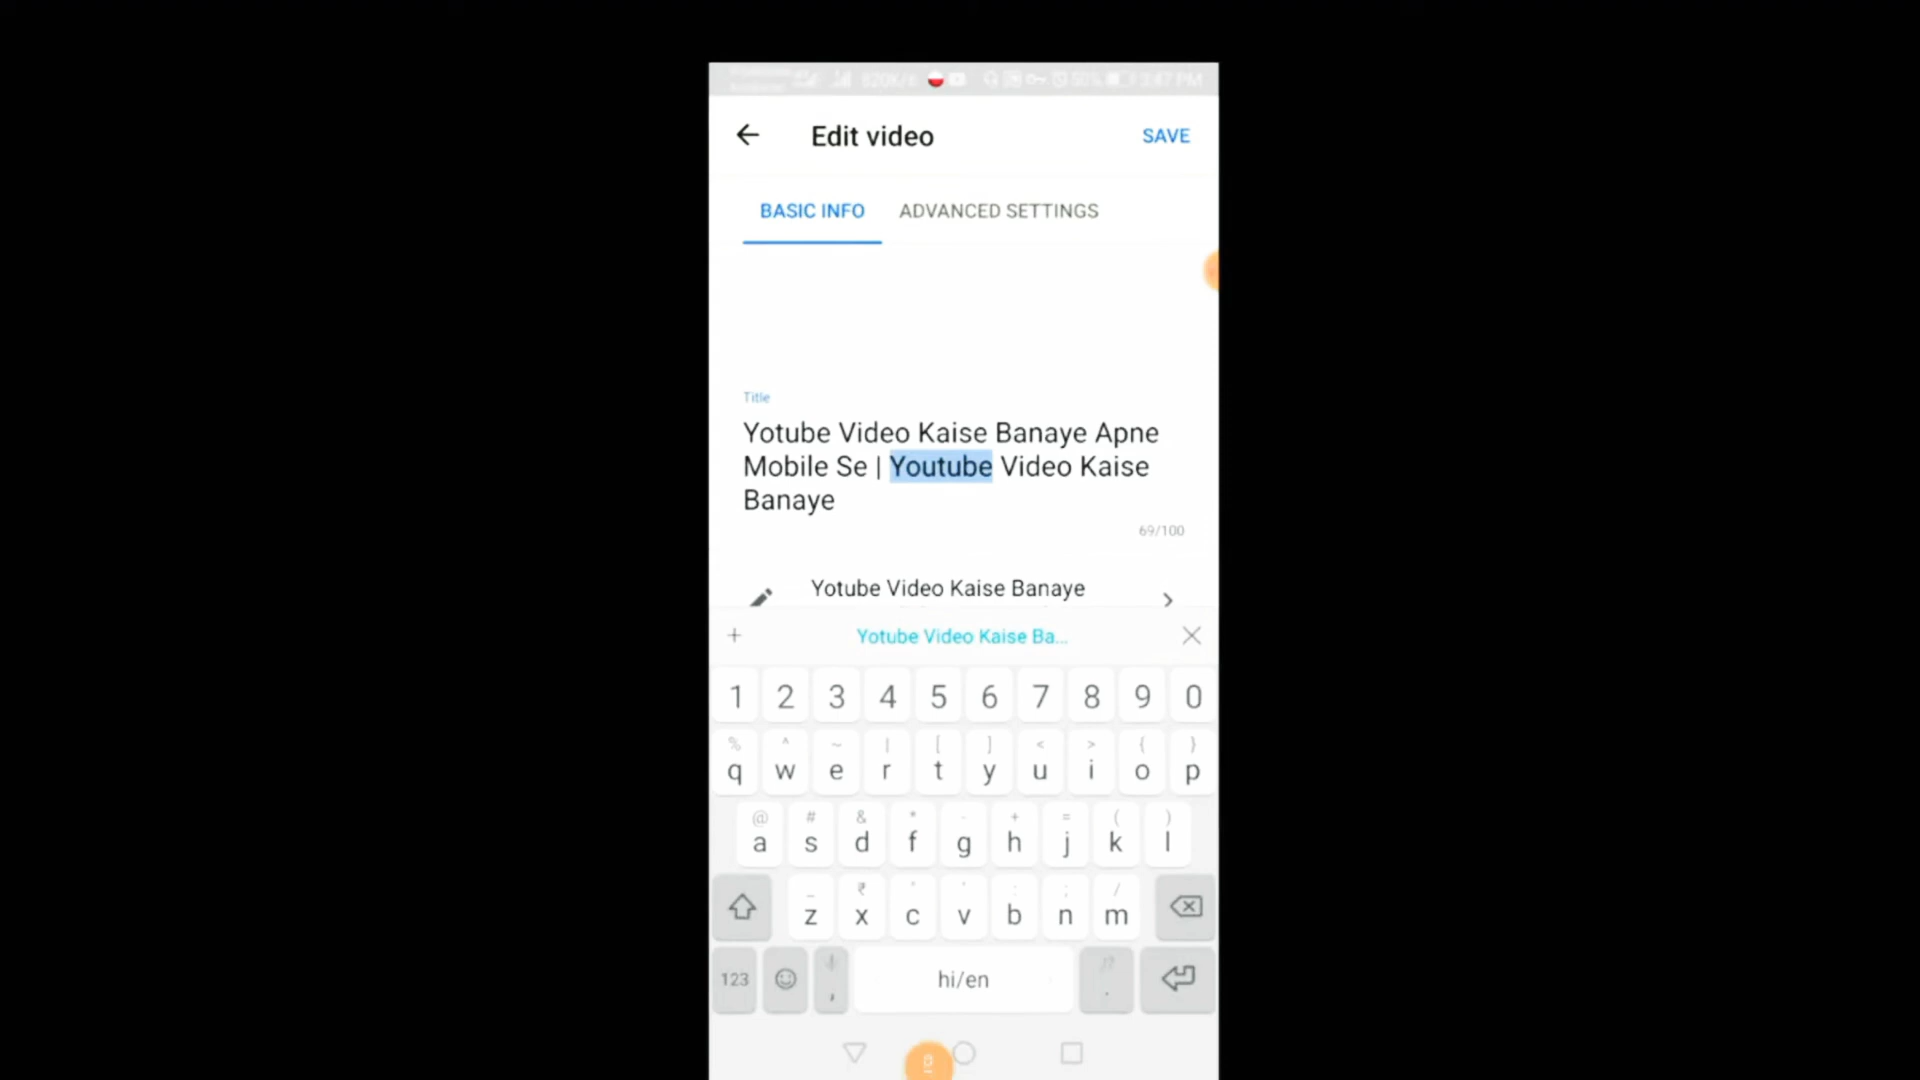 Edit video
SAVE
BASIC INFO
ADVANCED SETTINGS
Title
Yotube Video Kaise Banaye Apne
Mobile Se | Youtube Video Kaise
Banaye
69/100
Yotube Video Kaise Banaye
+ Yotube Video Kaise Ba...
1 2 3 4 5 6 7 8 9 0
% ^ ~ | [ ] < > { }
q w e r t y u i o p
@ # & * - + = ( )
a s d f g h j k l
_ ₹ " ' : ; /
z x c v b n m
123 , hi/en .